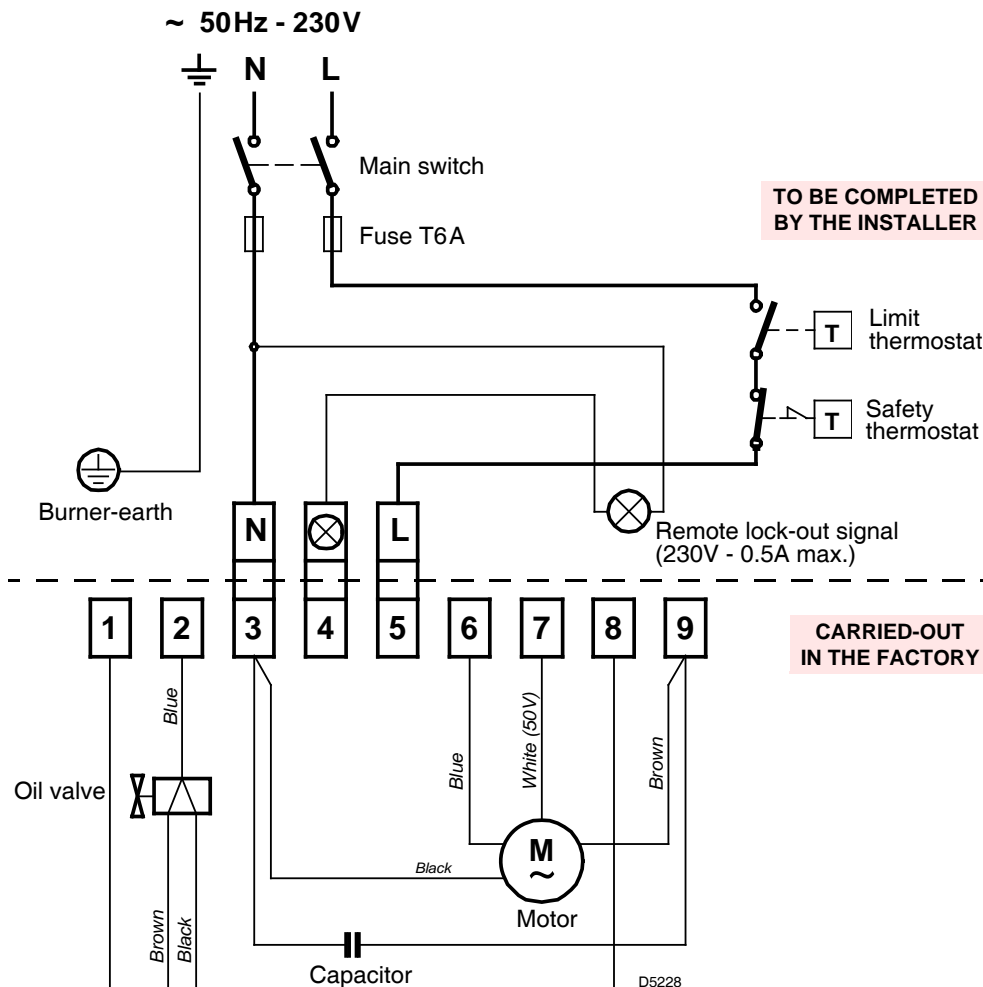 ~ 50Hz - 230V
N L
Main switch
Fuse T6A
TO BE COMPLETED
BY THE INSTALLER
T
Limit
thermostat
T
Safety
thermostat
Burner-earth
N
L
Remote lock-out signal
(230V - 0.5A max.)
1 2 3 4 5 6 7 8 9
CARRIED-OUT
IN THE FACTORY
Blue
Blue
White (50V)
Brown
Oil valve
M
~
Black
Motor
Brown
Black
Capacitor
D5228